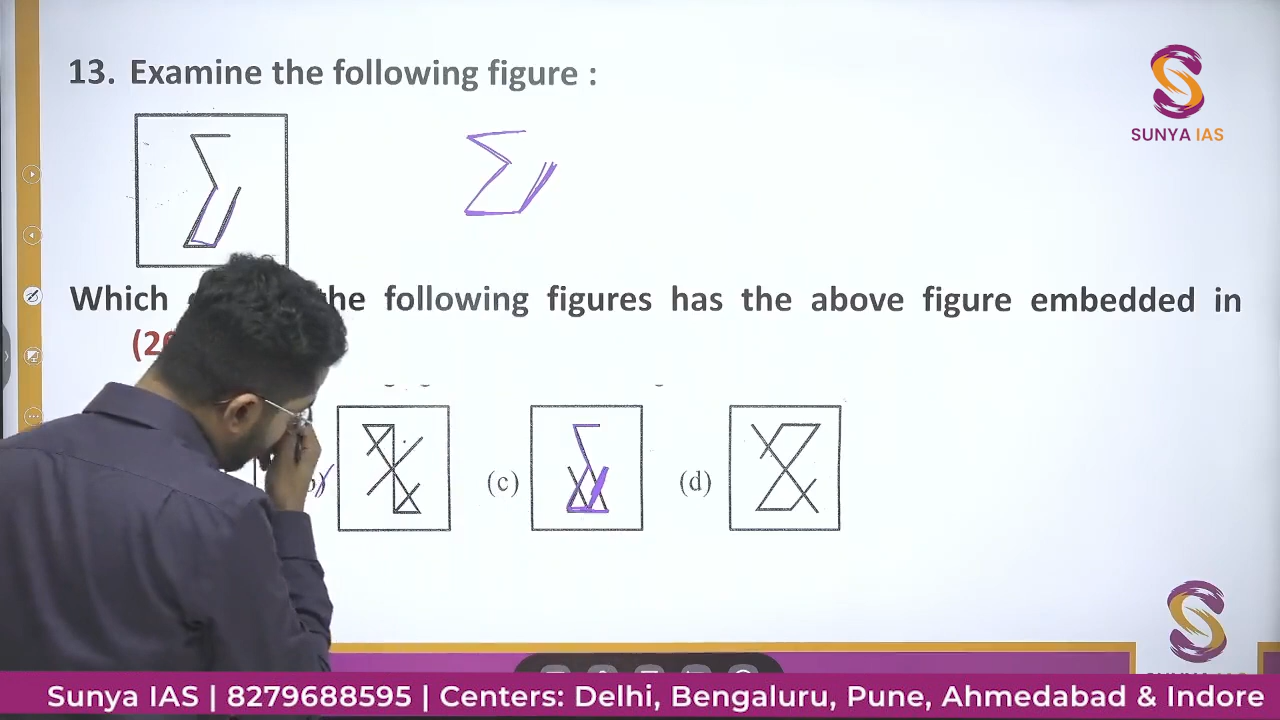 13. Examine the following figure :
SUNYA IAS
Which the following figures has the above figure embedded in
(c)
(d)
Sunya IAS | 8279688595 | Centers: Delhi, Bengaluru, Pune, Ahmedabad & Indore